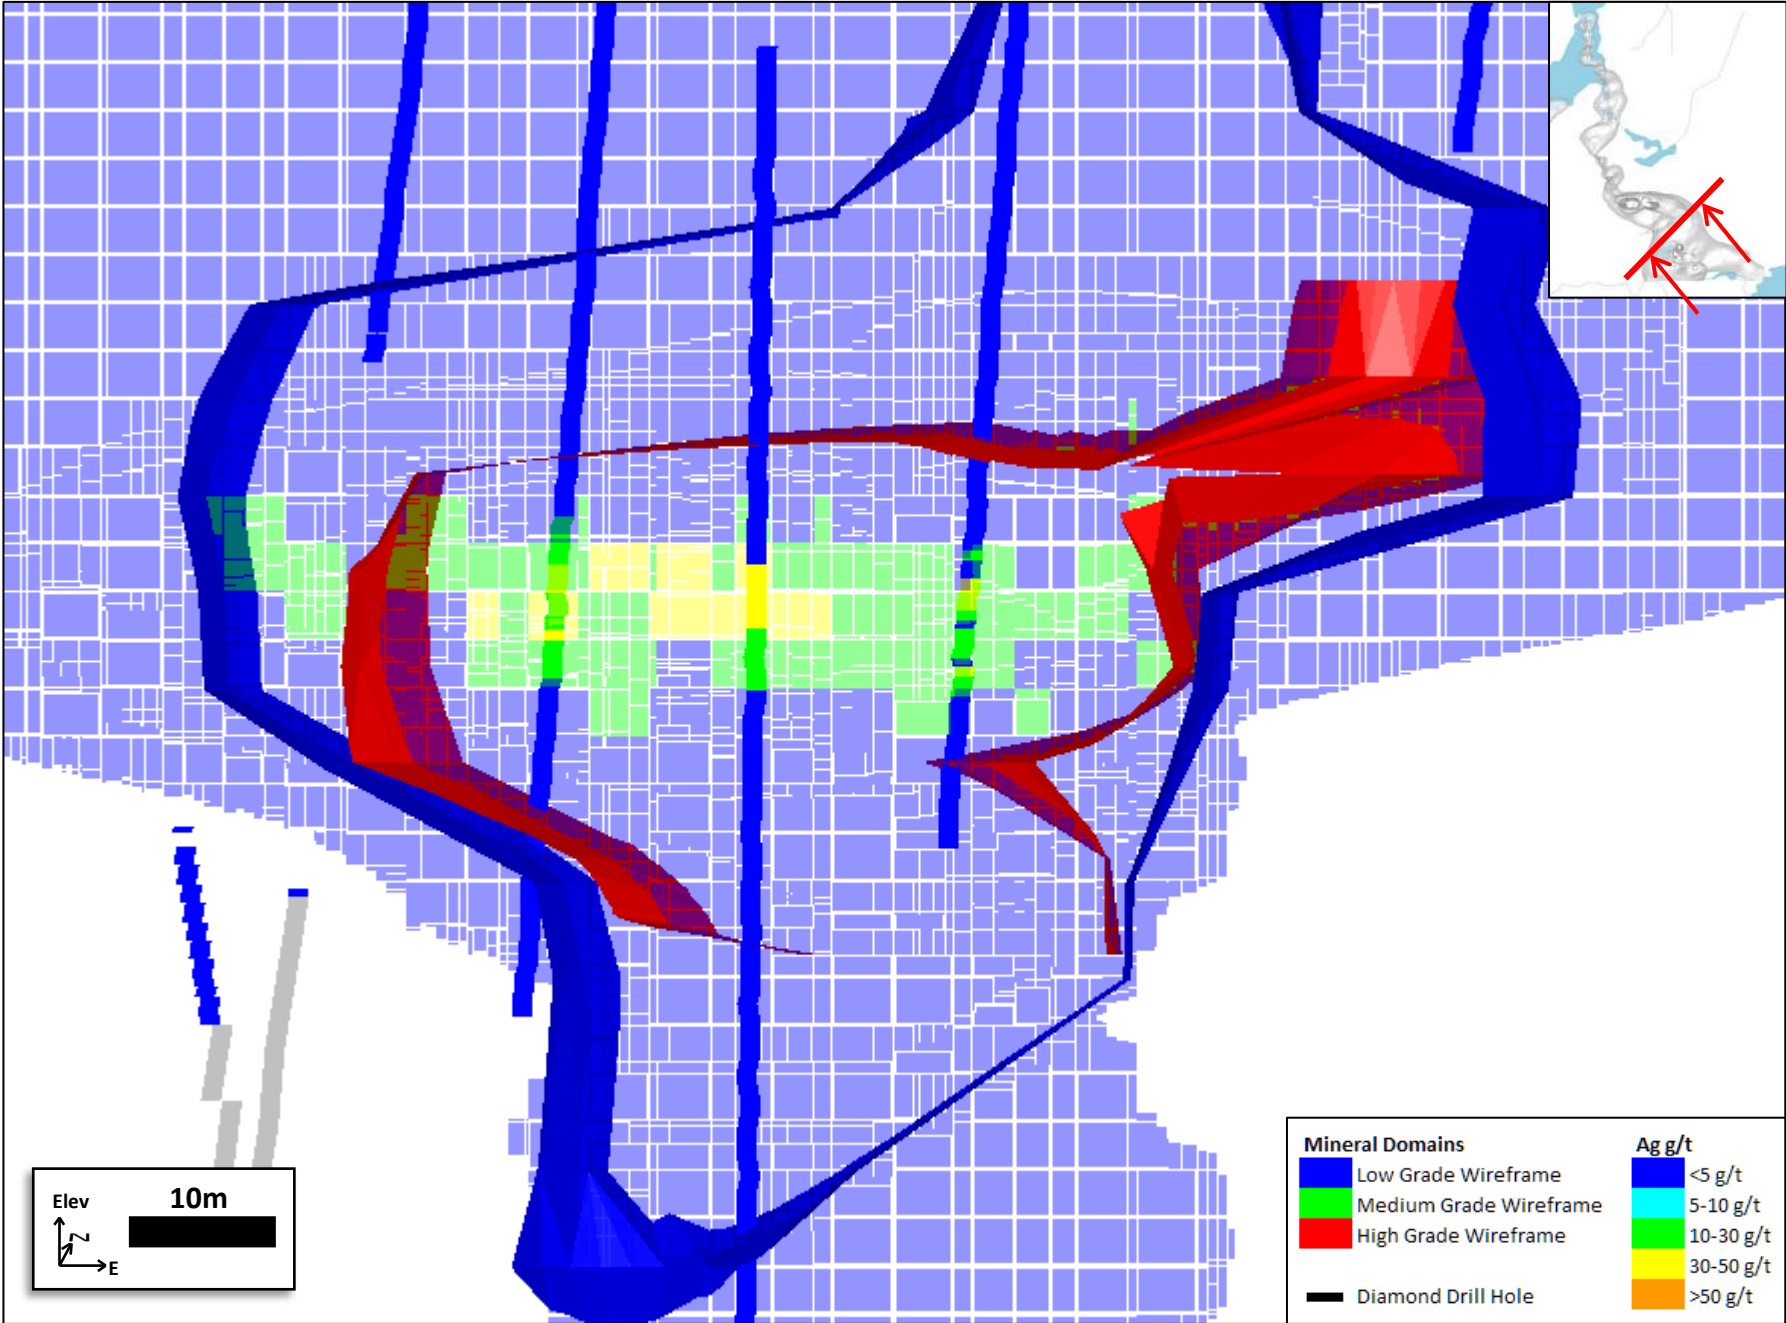 Elev
10m
N
E
Mineral Domains
Low Grade Wireframe
Medium Grade Wireframe
High Grade Wireframe
Diamond Drill Hole
Ag g/t
<5 g/t
5-10 g/t
10-30 g/t
30-50 g/t
>50 g/t